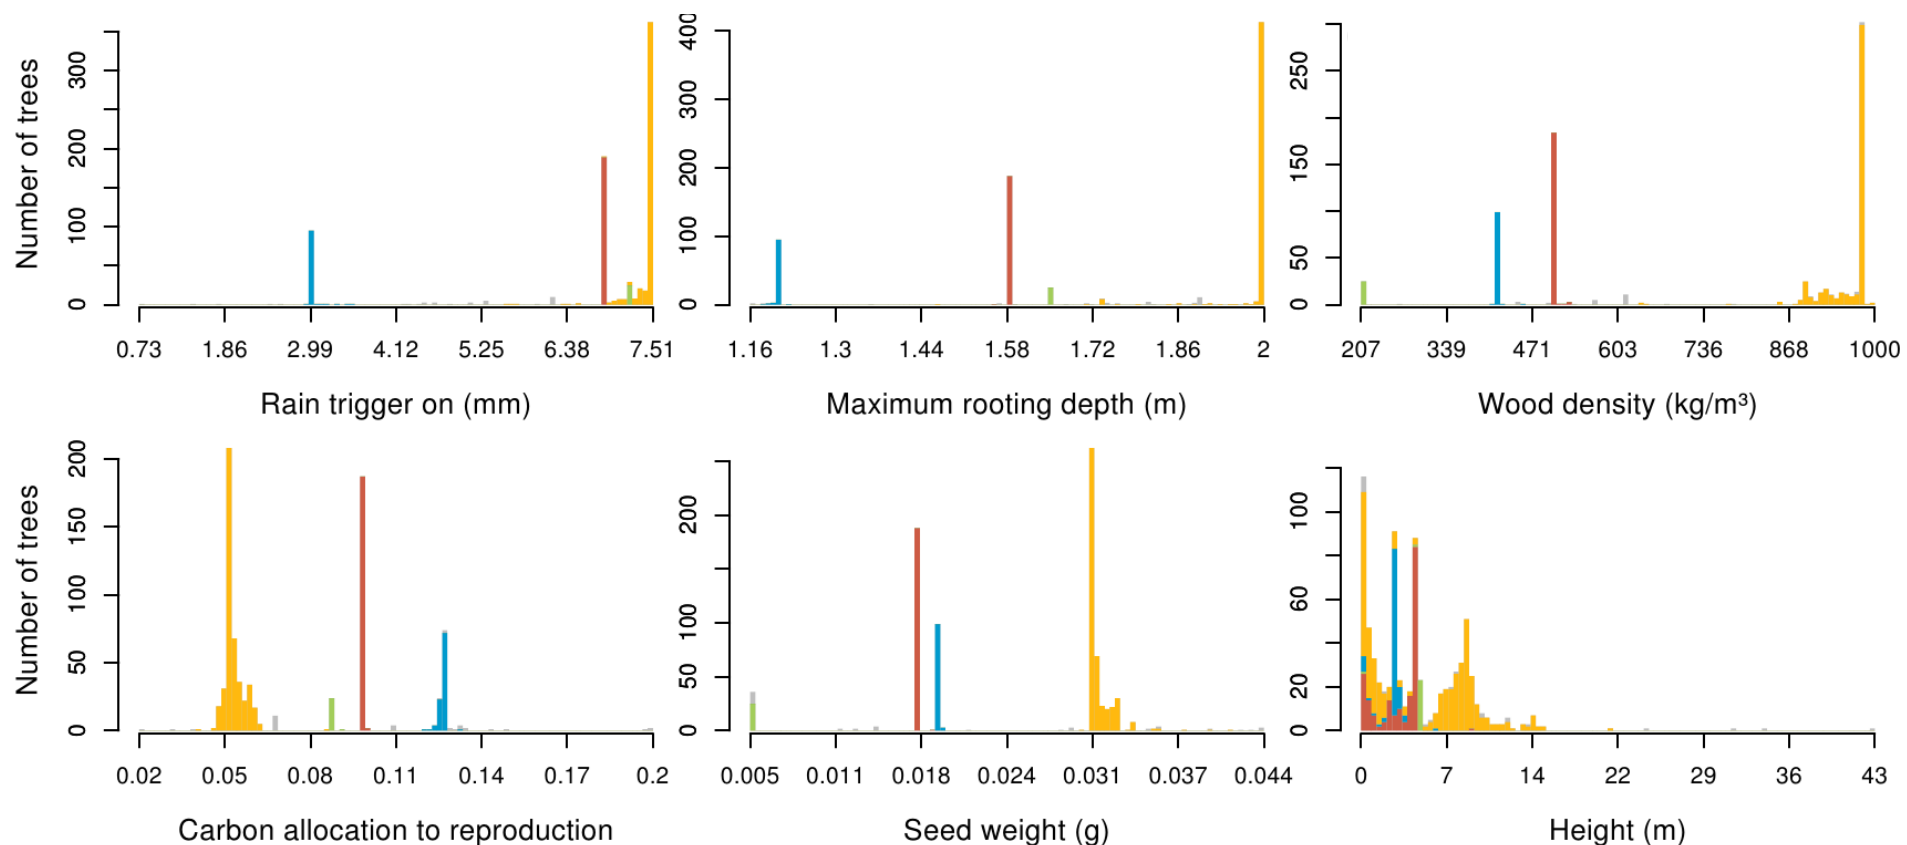 Number of trees
0 100 200 300
0.73 1.86 2.99 4.12 5.25 6.38 7.51
Rain trigger on (mm)
0 100 200 300 400
1.16 1.3 1.44 1.58 1.72 1.86 2
Maximum rooting depth (m)
0 50 150 250
207 339 471 603 736 868 1000
Wood density (kg/m³)
Number of trees
0 50 100 150 200
0.02 0.05 0.08 0.11 0.14 0.17 0.2
Carbon allocation to reproduction
0 50 100 200
0.005 0.011 0.018 0.024 0.031 0.037 0.044
Seed weight (g)
0 20 60 100
0 7 14 22 29 36 43
Height (m)